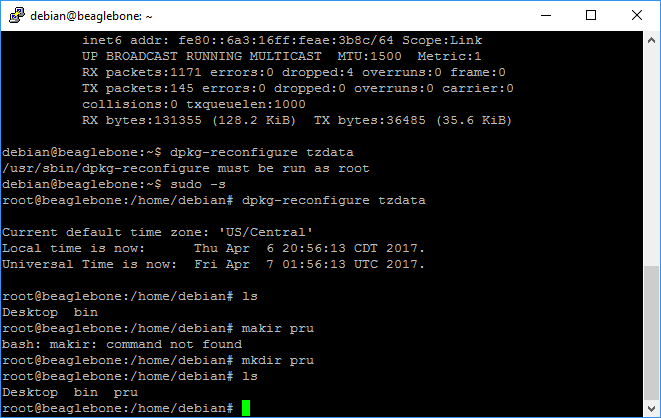 debian@beaglebone: ~
inet6 addr: fe80::6a3:16ff:feae:3b8c/64 Scope:Link
UP BROADCAST RUNNING MULTICAST  MTU:1500  Metric:1
RX packets:1171 errors:0 dropped:4 overruns:0 frame:0
TX packets:145 errors:0 dropped:0 overruns:0 carrier:0
collisions:0 txqueuelen:1000
RX bytes:131355 (128.2 KiB)  TX bytes:36485 (35.6 KiB)
debian@beaglebone:~$ dpkg-reconfigure tzdata
/usr/sbin/dpkg-reconfigure must be run as root
debian@beaglebone:~$ sudo -s
root@beaglebone:/home/debian# dpkg-reconfigure tzdata
Current default time zone: 'US/Central'
Local time is now:      Thu Apr  6 20:56:13 CDT 2017.
Universal Time is now:  Fri Apr  7 01:56:13 UTC 2017.
root@beaglebone:/home/debian# ls
Desktop  bin
root@beaglebone:/home/debian# makir pru
bash: makir: command not found
root@beaglebone:/home/debian# mkdir pru
root@beaglebone:/home/debian# ls
Desktop  bin  pru
root@beaglebone:/home/debian#